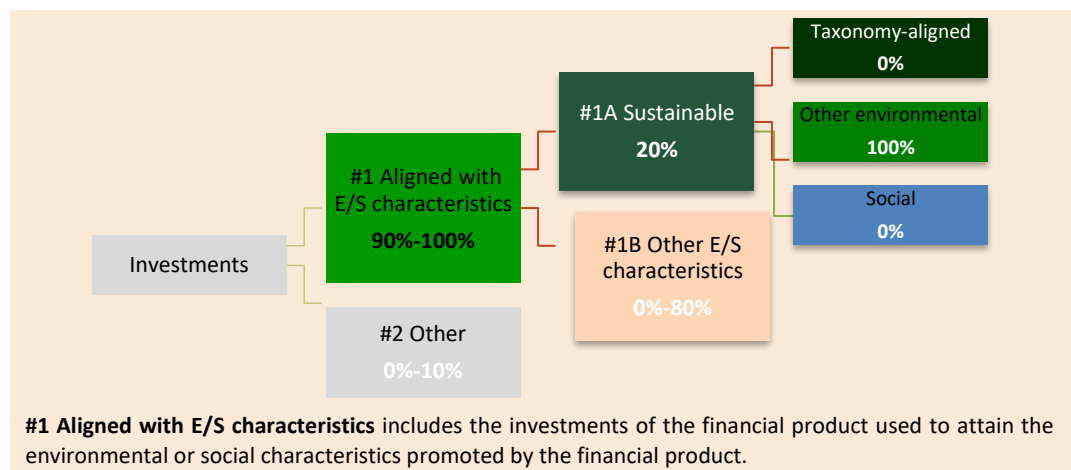 Investments
#1 Aligned with
E/S characteristics
90%-100%
#2 Other
0%-10%
#1A Sustainable
20%
#1B Other E/S
characteristics
0%-80%
Taxonomy-aligned
0%
Other environmental
100%
Social
0%
#1 Aligned with E/S characteristics includes the investments of the financial product used to attain the
environmental or social characteristics promoted by the financial product.